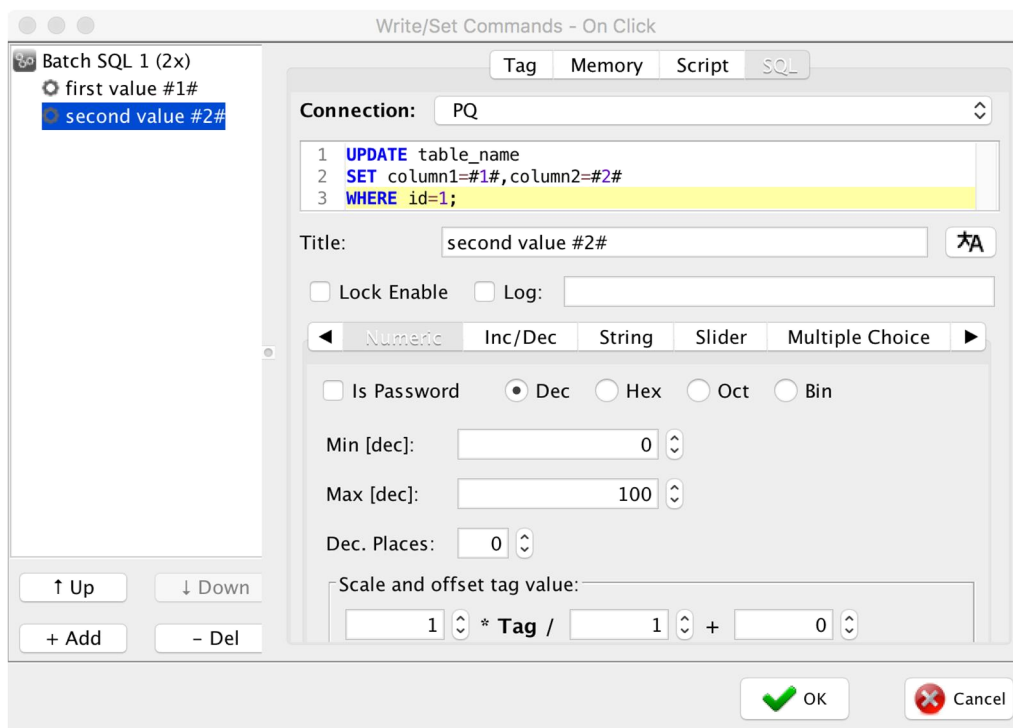 Write/Set Commands - On Click
Batch SQL 1 (2x)
first value #1#
second value #2#
↑ Up
↓ Down
+ Add
- Del
Tag Memory Script SQL
Connection: PQ
1 UPDATE table_name
2 SET column1=#1#,column2=#2#
3 WHERE id=1;
Title: second value #2#
Lock Enable Log:
Numeric Inc/Dec String Slider Multiple Choice
Is Password Dec Hex Oct Bin
Min [dec]: 0
Max [dec]: 100
Dec. Places: 0
Scale and offset tag value:
1 * Tag / 1 + 0
OK Cancel